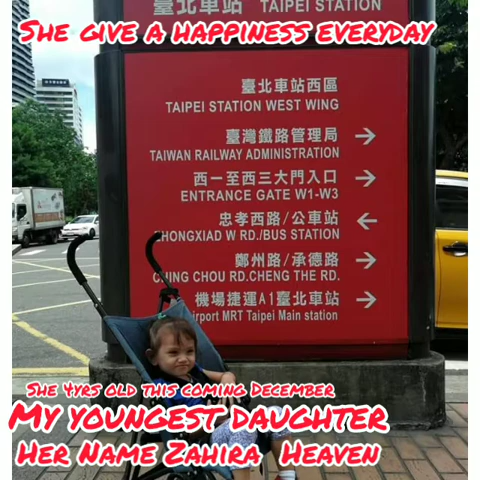 臺北車站 TAIPEI STATION
She give a happiness everyday
臺北車站西區
TAIPEI STATION WEST WING
臺灣鐵路管理局
TAIWAN RAILWAY ADMINISTRATION
西一至西三大門入口
ENTRANCE GATE W1-W3
忠孝西路/公車站
ZHONGXIAO W RD./BUS STATION
鄭州路/承德路
CHING CHOU RD.CHENG THE RD.
機場捷運A1臺北車站
irport MRT Taipei Main station
She 4yrs old this coming December
My youngest daughter
Her Name Zahira Heaven